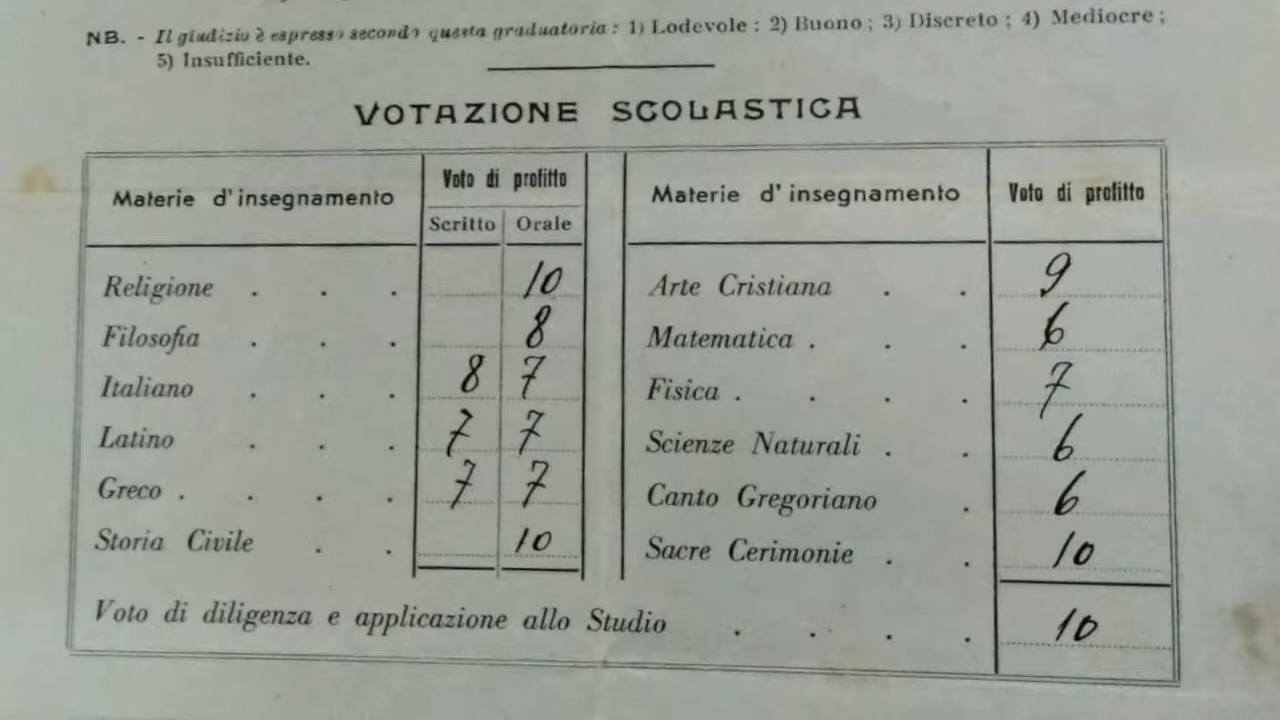 NB. - Il giudizio è espresso secondo questa graduatoria : 1) Lodevole : 2) Buono ; 3) Discreto ; 4) Mediocre ;
5) Insufficiente.
VOTAZIONE SCOLASTICA
Materie d'insegnamento Voto di profitto Materie d'insegnamento Voto di profitto
Scritto Orale
Religione . . . 10 Arte Cristiana . . 9
Filosofia . . . 8 Matematica . . . 6
Italiano . . . 8 7 Fisica . . . . 7
Latino . . . 7 7 Scienze Naturali . . 6
Greco . . . . 7 7 Canto Gregoriano . 6
Storia Civile . . 10 Sacre Cerimonie . . 10
Voto di diligenza e applicazione allo Studio . . . . 10